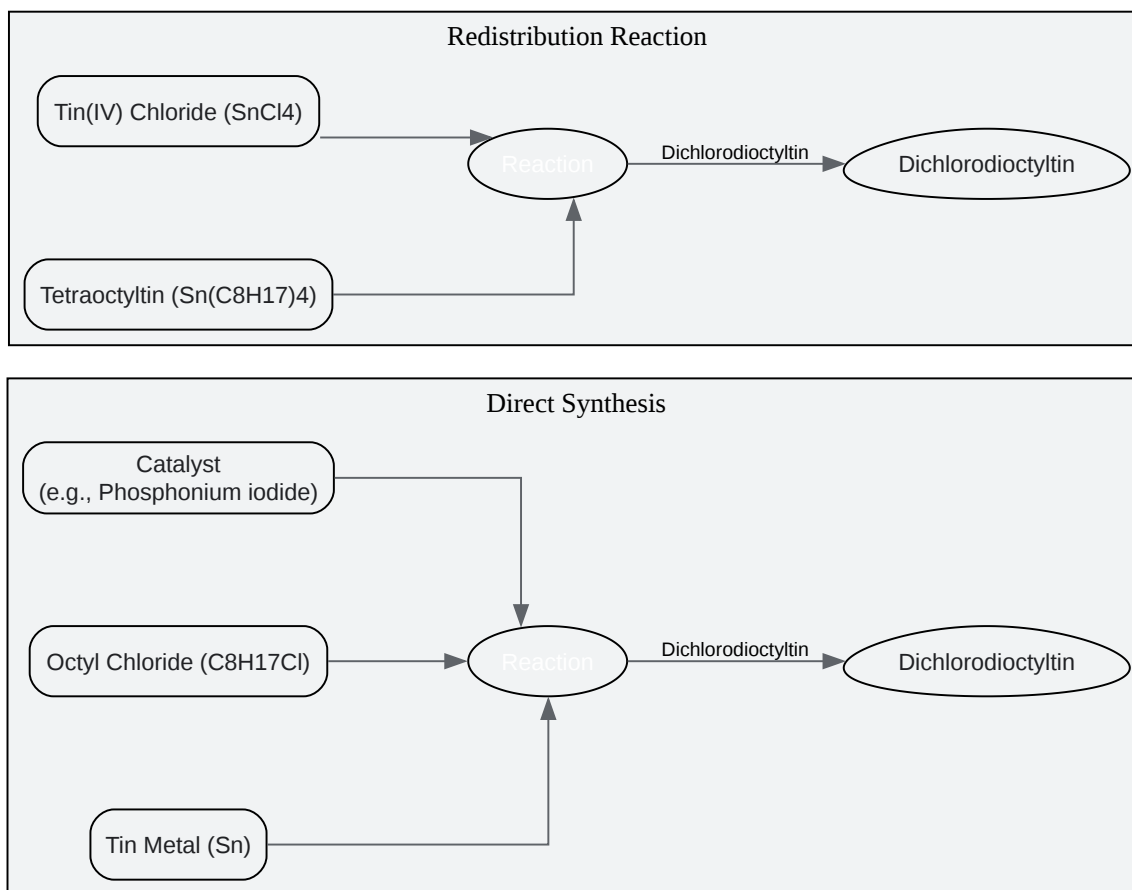 Redistribution Reaction
Tin(IV) Chloride (SnCl4)
Reaction
Dichlorodioctyltin
Dichlorodioctyltin
Tetraoctyltin (Sn(C8H17)4)
Direct Synthesis
Catalyst
(e.g., Phosphonium iodide)
Octyl Chloride (C8H17Cl)
Reaction
Dichlorodioctyltin
Dichlorodioctyltin
Tin Metal (Sn)